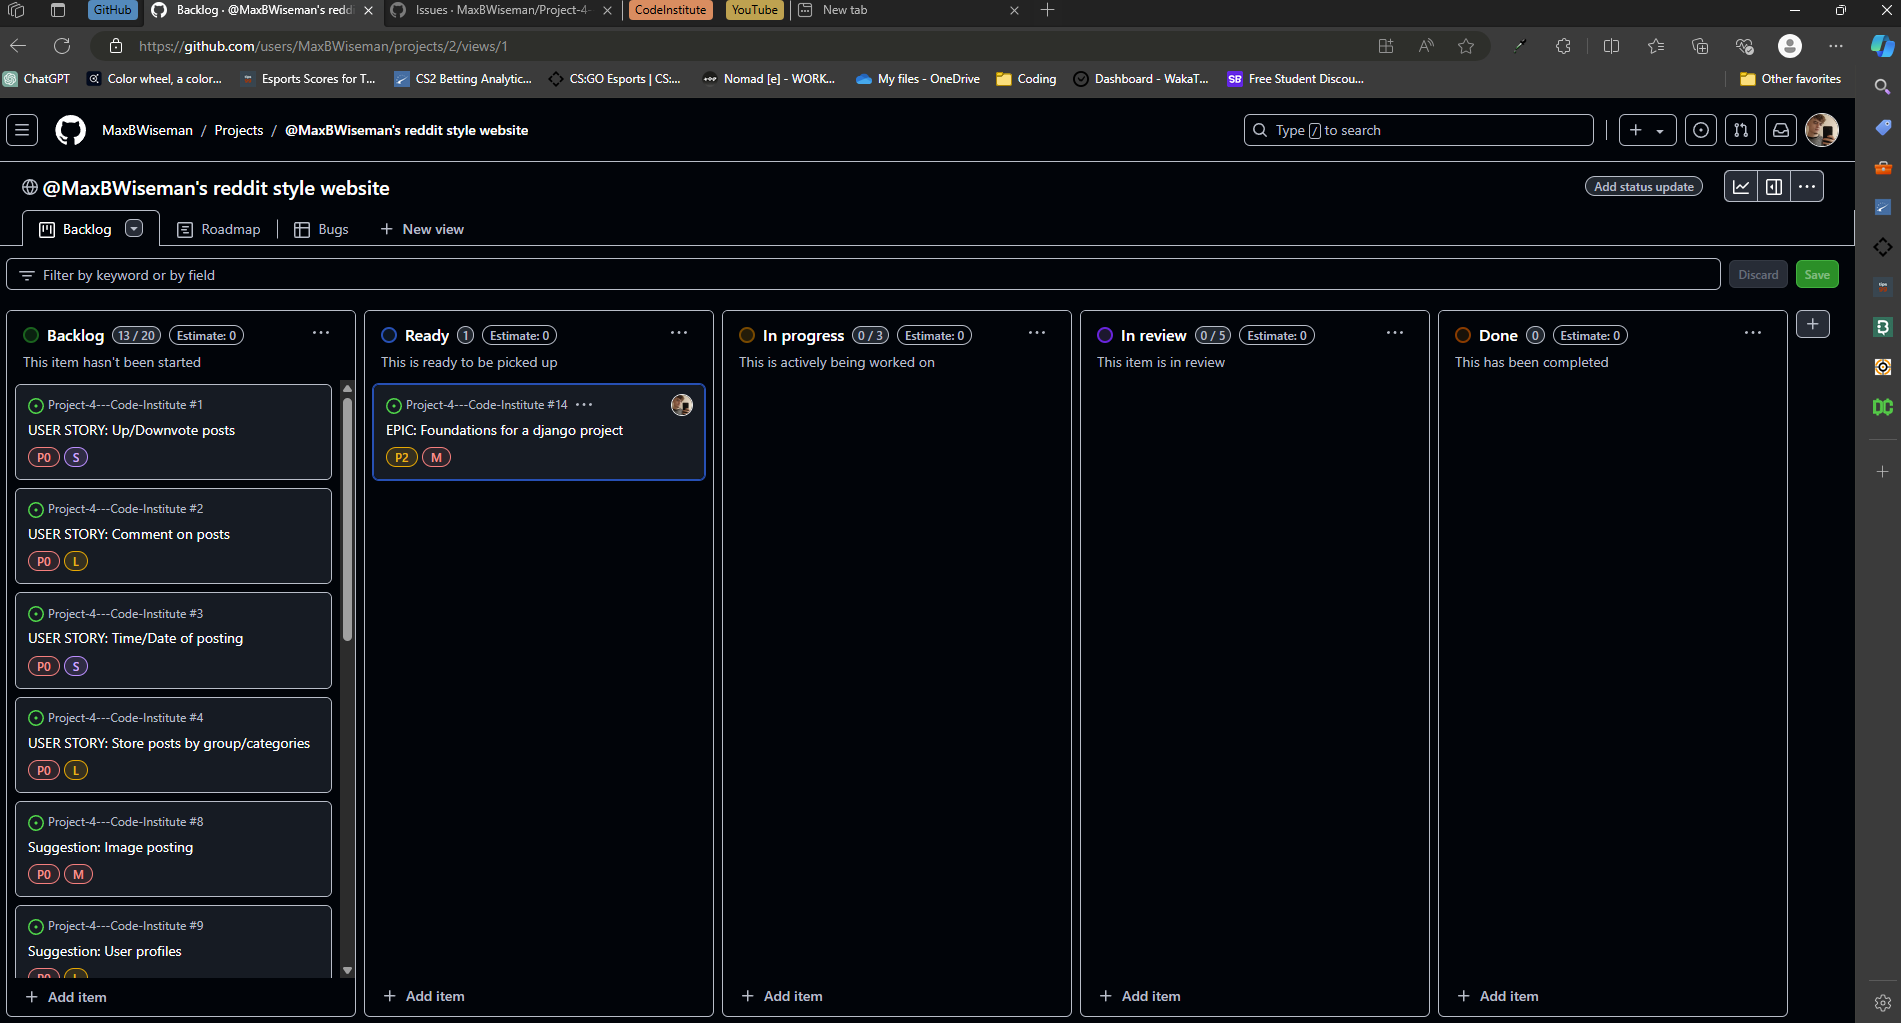 GitHub
Backlog · @MaxBWiseman's reddi
Issues · MaxBWiseman/Project-4-
CodeInstitute
YouTube
New tab
https://github.com/users/MaxBWiseman/projects/2/views/1
ChatGPT
Color wheel, a color...
Esports Scores for T...
CS2 Betting Analytic...
CS:GO Esports | CS:...
Nomad [e] - WORK...
My files - OneDrive
Coding
Dashboard - WakaT...
SB
Free Student Discou...
Other favorites
MaxBWiseman / Projects / @MaxBWiseman's reddit style website
Type / to search
@MaxBWiseman's reddit style website
Add status update
Backlog
Roadmap
Bugs
New view
Filter by keyword or by field
Discard
Save
Backlog 13 / 20 Estimate: 0
This item hasn't been started
Project-4---Code-Institute #1
USER STORY: Up/Downvote posts
P0 S
Project-4---Code-Institute #2
USER STORY: Comment on posts
P0 L
Project-4---Code-Institute #3
USER STORY: Time/Date of posting
P0 S
Project-4---Code-Institute #4
USER STORY: Store posts by group/categories
P0 L
Project-4---Code-Institute #8
Suggestion: Image posting
P0 M
Project-4---Code-Institute #9
Suggestion: User profiles
P0 L
Add item
Ready 1 Estimate: 0
This is ready to be picked up
Project-4---Code-Institute #14
EPIC: Foundations for a django project
P2 M
Add item
In progress 0 / 3 Estimate: 0
This is actively being worked on
Add item
In review 0 / 5 Estimate: 0
This item is in review
Add item
Done 0 Estimate: 0
This has been completed
Add item